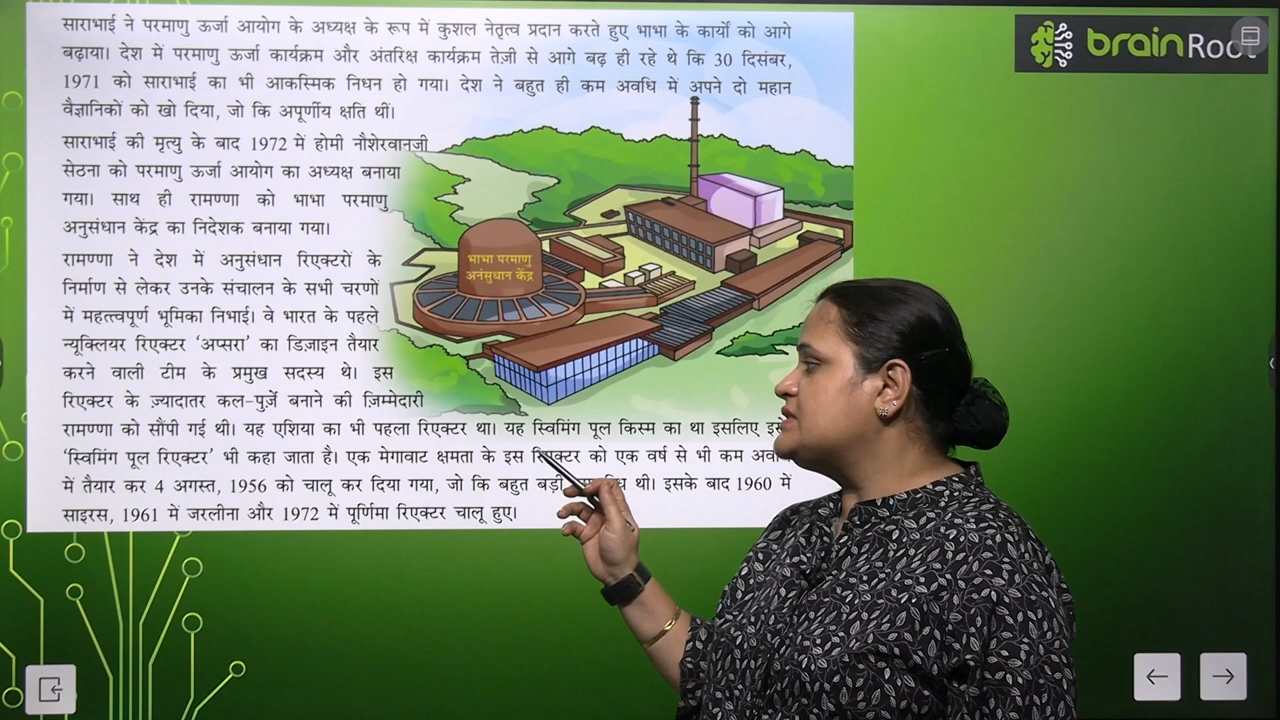 साराभाई ने परमाणु ऊर्जा आयोग के अध्यक्ष के रूप में कुशल नेतृत्व प्रदान करते हुए भाभा के कार्यों को आगे
बढ़ाया। देश में परमाणु ऊर्जा कार्यक्रम और अंतरिक्ष कार्यक्रम तेज़ी से आगे बढ़ ही रहे थे कि 30 दिसंबर,
1971 को साराभाई का भी आकस्मिक निधन हो गया। देश ने बहुत ही कम अवधि में अपने दो महान
वैज्ञानिकों को खो दिया, जो कि अपूर्णीय क्षति थीं।
साराभाई की मृत्यु के बाद 1972 में होमी नौशेरवानजी
सेठना को परमाणु ऊर्जा आयोग का अध्यक्ष बनाया
गया। साथ ही रामण्णा को भाभा परमाणु
अनुसंधान केंद्र का निदेशक बनाया गया।
रामण्णा ने देश में अनुसंधान रिएक्टरों के
निर्माण से लेकर उनके संचालन के सभी चरणों
में महत्त्वपूर्ण भूमिका निभाई। वे भारत के पहले
न्यूक्लियर रिएक्टर ‘अप्सरा’ का डिज़ाइन तैयार
करने वाली टीम के प्रमुख सदस्य थे। इस
रिएक्टर के ज़्यादातर कल-पुर्ज़े बनाने की ज़िम्मेदारी
रामण्णा को सौंपी गई थी। यह एशिया का भी पहला रिएक्टर था। यह स्विमिंग पूल किस्म का था इसलिए
‘स्विमिंग पूल रिएक्टर’ भी कहा जाता है। एक मेगावाट क्षमता के इस रिएक्टर को एक वर्ष से भी कम
में तैयार कर 4 अगस्त, 1956 को चालू कर दिया गया, जो कि बहुत बड़ी थी। इसके बाद 1960 में
साइरस, 1961 में जरलीना और 1972 में पूर्णिमा रिएक्टर चालू हुए।
भाभा परमाणु
अनंसुधान केंद्र
brainRoot